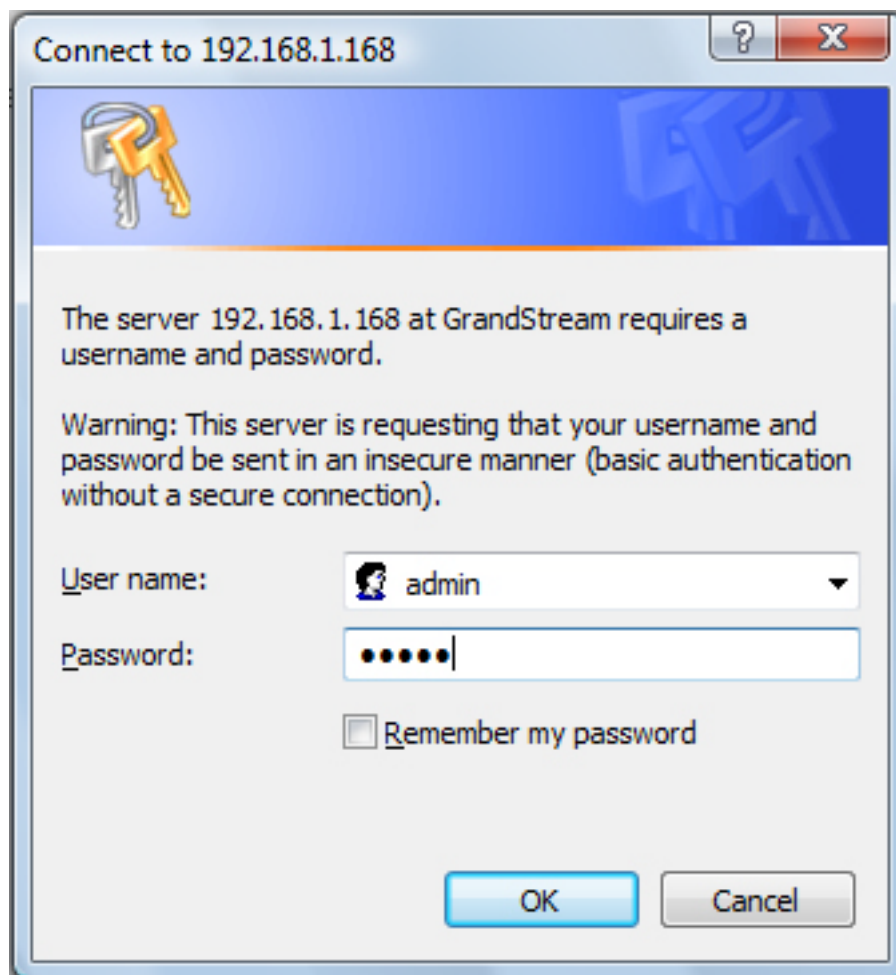 Connect to 192.168.1.168
The server 192.168.1.168 at GrandStream requires a
username and password.
Warning: This server is requesting that your username and
password be sent in an insecure manner (basic authentication
without a secure connection).
User name:
admin
Password:
•••••
Remember my password
OK
Cancel